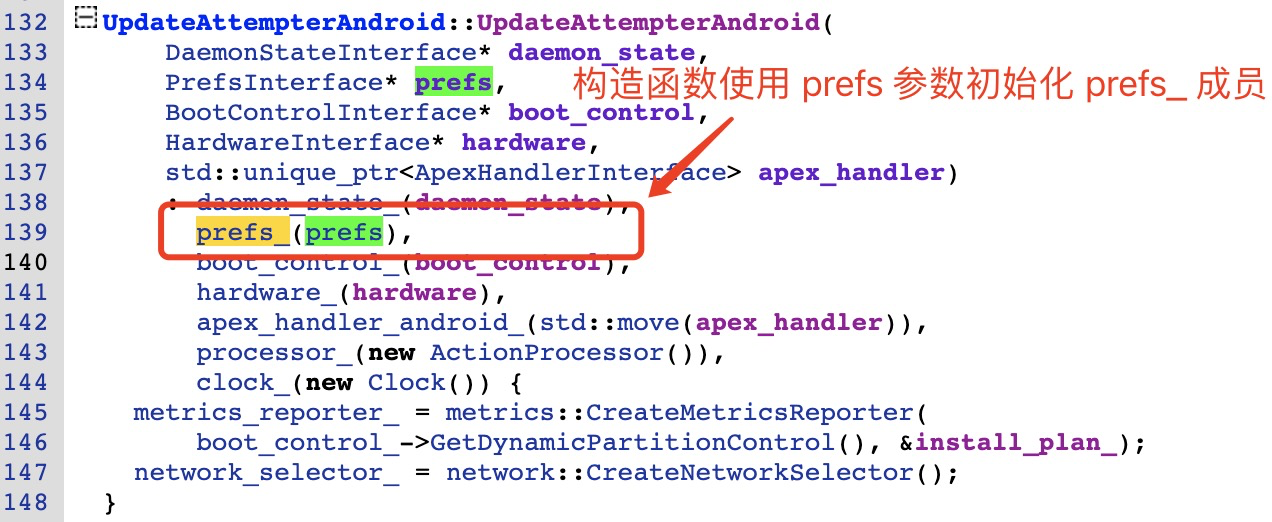 132 UpdateAttempterAndroid::UpdateAttempterAndroid(
133 DaemonStateInterface* daemon_state,
134 PrefsInterface* prefs, 构造函数使用 prefs 参数初始化 prefs_ 成员
135 BootControlInterface* boot_control,
136 HardwareInterface* hardware,
137 std::unique_ptr<ApexHandlerInterface> apex_handler)
138 : daemon_state_(daemon_state),
139 prefs_(prefs),
140 boot_control_(boot_control),
141 hardware_(hardware),
142 apex_handler_android_(std::move(apex_handler)),
143 processor_(new ActionProcessor()),
144 clock_(new Clock()) {
145 metrics_reporter_ = metrics::CreateMetricsReporter(
146 boot_control_->GetDynamicPartitionControl(), &install_plan_);
147 network_selector_ = network::CreateNetworkSelector();
148 }